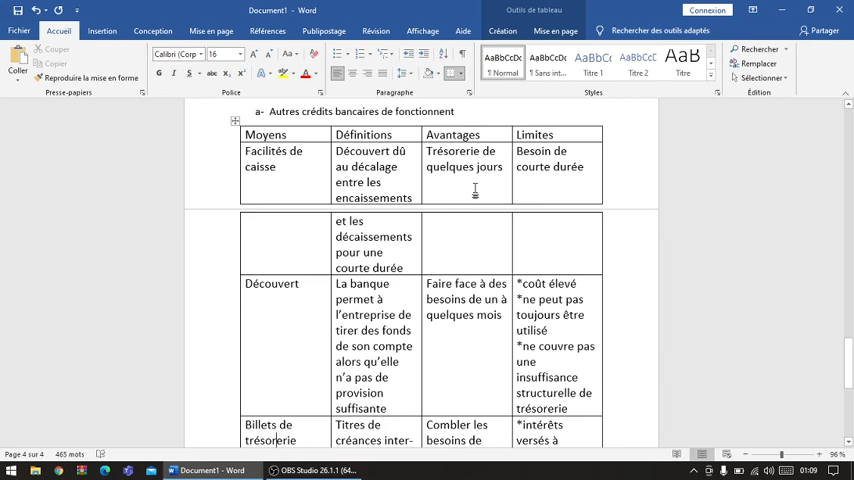 Document1 - Word
Outils de tableau
Connexion
Fichier Accueil Insertion Conception Mise en page Références Publipostage Révision Affichage Aide Création Mise en page Rechercher des outils adaptés Partager
Coller
Couper
Copier
Reproduire la mise en forme
Presse-papiers
Calibri (Corp 16
Police
Paragraphe
AaBbCcDc AaBbCcDc AaBbCc AaBbCcC AaB
¶ Normal ¶ Sans int... Titre 1 Titre 2 Titre
Styles
Rechercher
Remplacer
Sélectionner
Édition
a- Autres crédits bancaires de fonctionnent
Moyens Définitions Avantages Limites
Facilités de
caisse
Découvert dû
au décalage
entre les
encaissements
et les
décaissements
pour une
courte durée
Trésorerie de
quelques jours
Besoin de
courte durée
Découvert
La banque
permet à
l'entreprise de
tirer des fonds
de son compte
alors qu'elle
n'a pas de
provision
suffisante
Faire face à des
besoins de un à
quelques mois
*coût élevé
*ne peut pas
toujours être
utilisé
*ne couvre pas
une
insuffisance
structurelle de
trésorerie
Billets de
trésorerie
Titres de
créances inter-
Combler les
besoins de
*intérêts
versés à
Page 4 sur 4 465 mots
96 %
Document1 - Word
OBS Studio 26.1.1 (64...
01:09